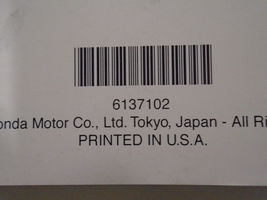 6137102
onda Motor Co., Ltd. Tokyo, Japan - All Ri
PRINTED IN U.S.A.